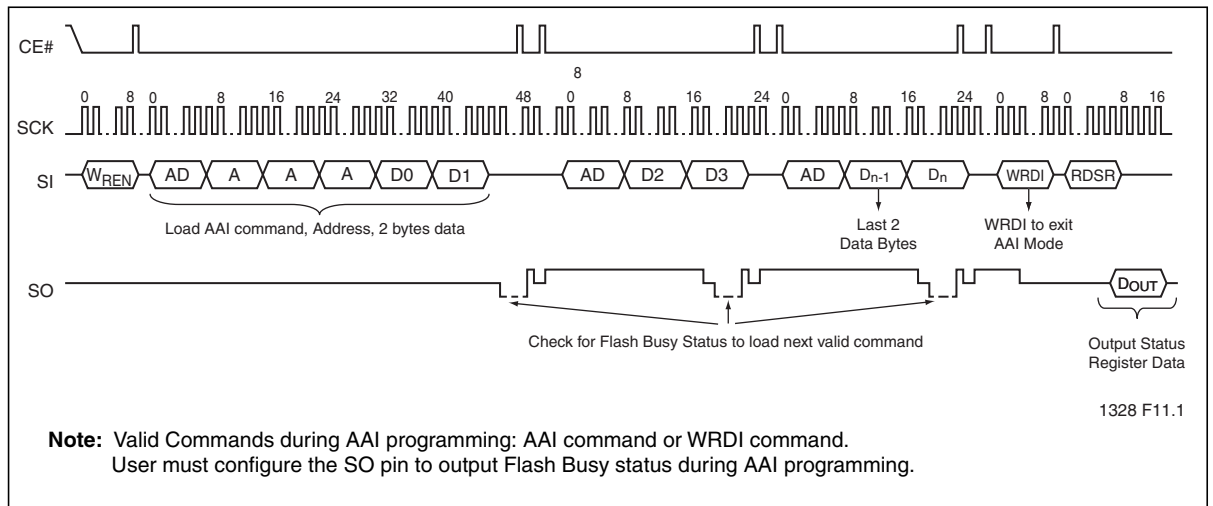 CE#
8
0 8 0 8 16 24 32 40 48 0 8 16 24 0 8 16 24 0 8 0 8 16
SCK
SI WREN AD A A A D0 D1 AD D2 D3 AD Dn-1 Dn WRDI RDSR
Load AAI command, Address, 2 bytes data
Last 2
Data Bytes
WRDI to exit
AAI Mode
SO DOUT
Check for Flash Busy Status to load next valid command
Output Status
Register Data
1328 F11.1
Note: Valid Commands during AAI programming: AAI command or WRDI command.
User must configure the SO pin to output Flash Busy status during AAI programming.